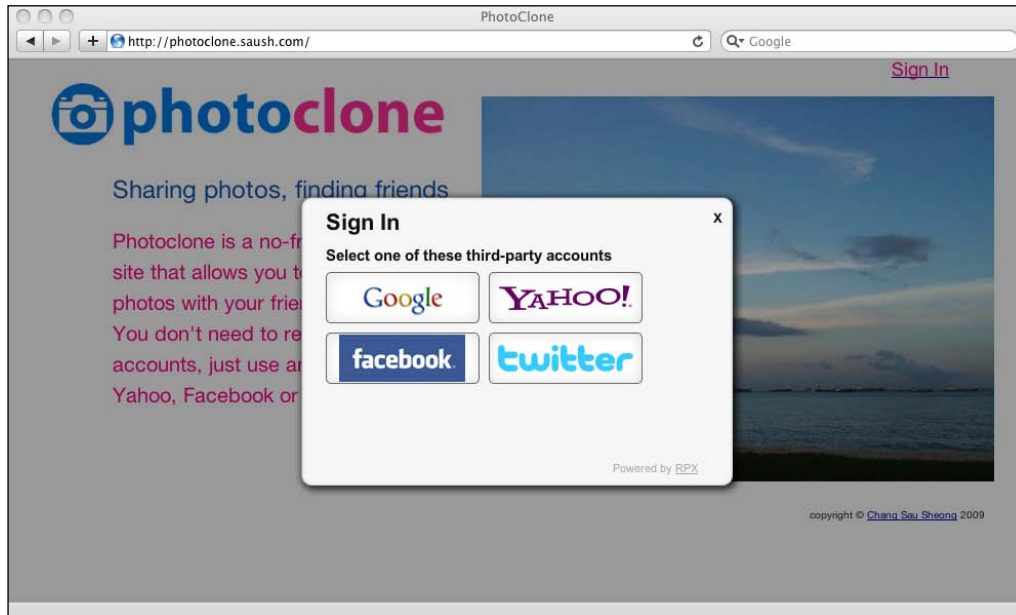 PhotoClone
http://photoclone.saush.com/
Google
Sign In
photoclone
Sharing photos, finding friends
Photoclone is a no-fr
site that allows you t
photos with your frie
You don't need to re
accounts, just use a
Yahoo, Facebook or
Sign In
x
Select one of these third-party accounts
Google YAHOO!
facebook twitter
Powered by RPX
copyright © Chang Sau Sheong 2009